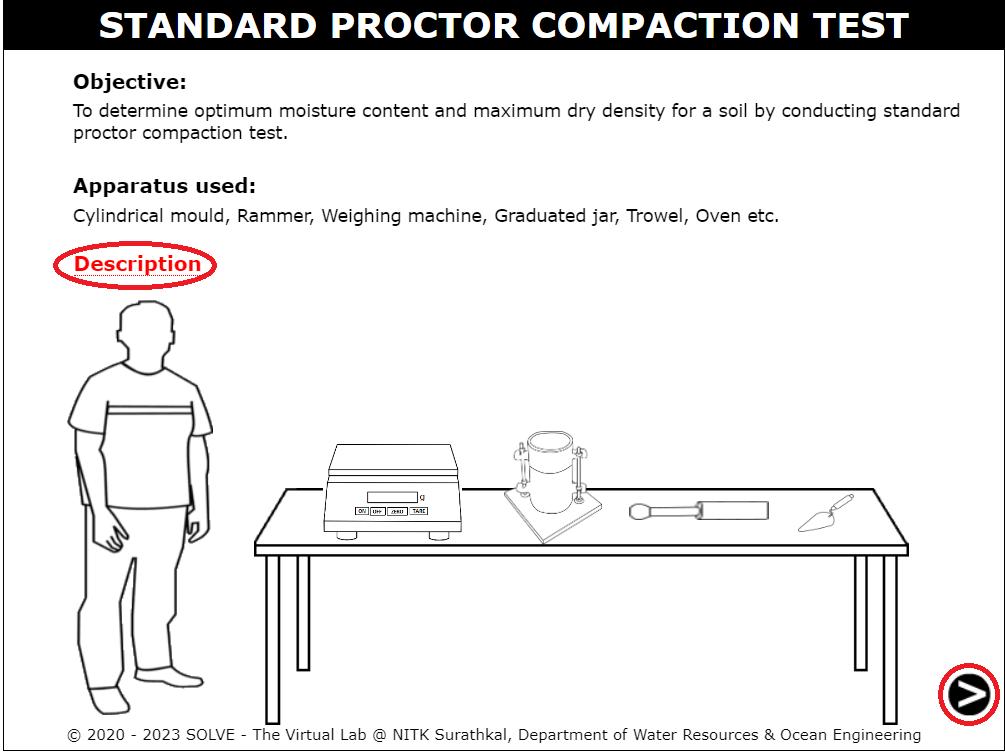 STANDARD PROCTOR COMPACTION TEST
Objective:
To determine optimum moisture content and maximum dry density for a soil by conducting standard
proctor compaction test.
Apparatus used:
Cylindrical mould, Rammer, Weighing machine, Graduated jar, Trowel, Oven etc.
Description
g
ON OFF ZERO TARE
>
© 2020 - 2023 SOLVE - The Virtual Lab @ NITK Surathkal, Department of Water Resources & Ocean Engineering